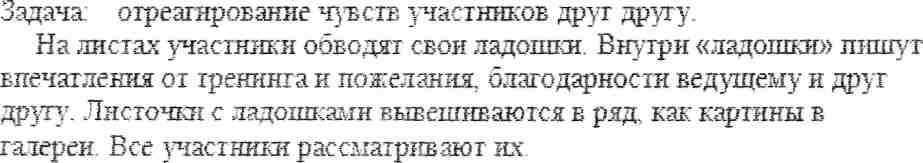 Задача: отреагирование чувств участников друг другу.
На листах участники обводят свои ладошки. Внутри «ладошки» пишут
впечатления от тренинга и пожелания, благодарности ведущему и друг
другу. Листочки с ладошками вывешиваются в ряд, как картины в
галереи. Все участники рассматривают их.